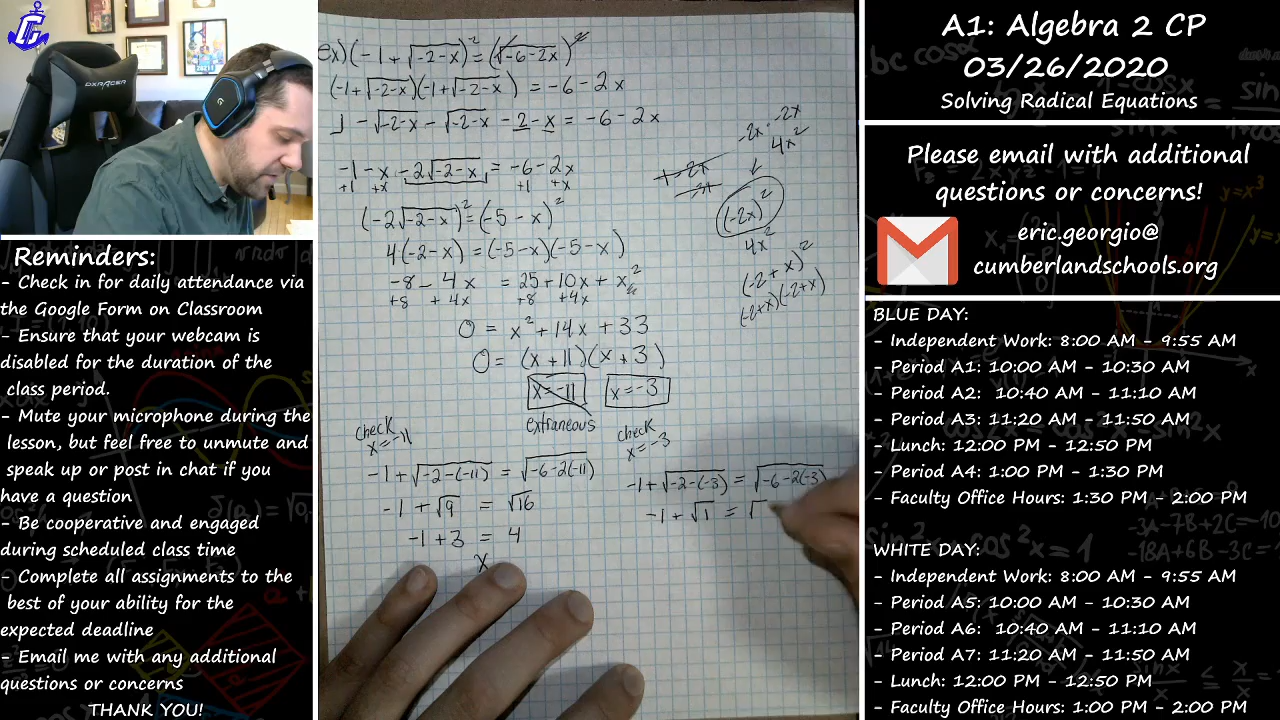 G
DXRACER
Reminders:
- Check in for daily attendance via
the Google Form on Classroom
- Ensure that your webcam is
disabled for the duration of the
class period.
- Mute your microphone during the
lesson, but feel free to unmute and
speak up or post in chat if you
have a question
- Be cooperative and engaged
during scheduled class time
- Complete all assignments to the
best of your ability for the
expected deadline
- Email me with any additional
questions or concerns
THANK YOU!
ex) (-1 + √(-2-x))² = (√(-6-2x))²
(-1+√(-2-x))(-1+√(-2-x)) = -6-2x
1 - √(-2-x) - √(-2-x) - 2 - x = -6-2x
-1 - x - 2√(-2-x) = -6-2x
+1 +x +1 +x
(-2√(-2-x))² = (-5-x)²
4(-2-x) = (-5-x)(-5-x)
-8 - 4x = 25+10x+x²
+8 +4x +8 +4x
0 = x²+14x+33
0 = (x+11)(x+3)
x=-11 x=-3
extraneous
check
x=-11
-1+√(-2-(-11)) = √(-6-2(-11))
-1 + √9 = √16
-1 + 3 = 4
X
check
x=-3
-1+√(-2-(-3)) = √(-6-2(-3))
-1 + √1 = √
-2x · -2x
4x²
(-2x)²
4x²
(-2+x)²
(-2+x)(-2+x)
A1: Algebra 2 CP
03/26/2020
Solving Radical Equations
Please email with additional
questions or concerns!
eric.georgio@
cumberlandschools.org
BLUE DAY:
- Independent Work: 8:00 AM - 9:55 AM
- Period A1: 10:00 AM - 10:30 AM
- Period A2: 10:40 AM - 11:10 AM
- Period A3: 11:20 AM - 11:50 AM
- Lunch: 12:00 PM - 12:50 PM
- Period A4: 1:00 PM - 1:30 PM
- Faculty Office Hours: 1:30 PM - 2:00 PM
WHITE DAY:
- Independent Work: 8:00 AM - 9:55 AM
- Period A5: 10:00 AM - 10:30 AM
- Period A6: 10:40 AM - 11:10 AM
- Period A7: 11:20 AM - 11:50 AM
- Lunch: 12:00 PM - 12:50 PM
- Faculty Office Hours: 1:00 PM - 2:00 PM